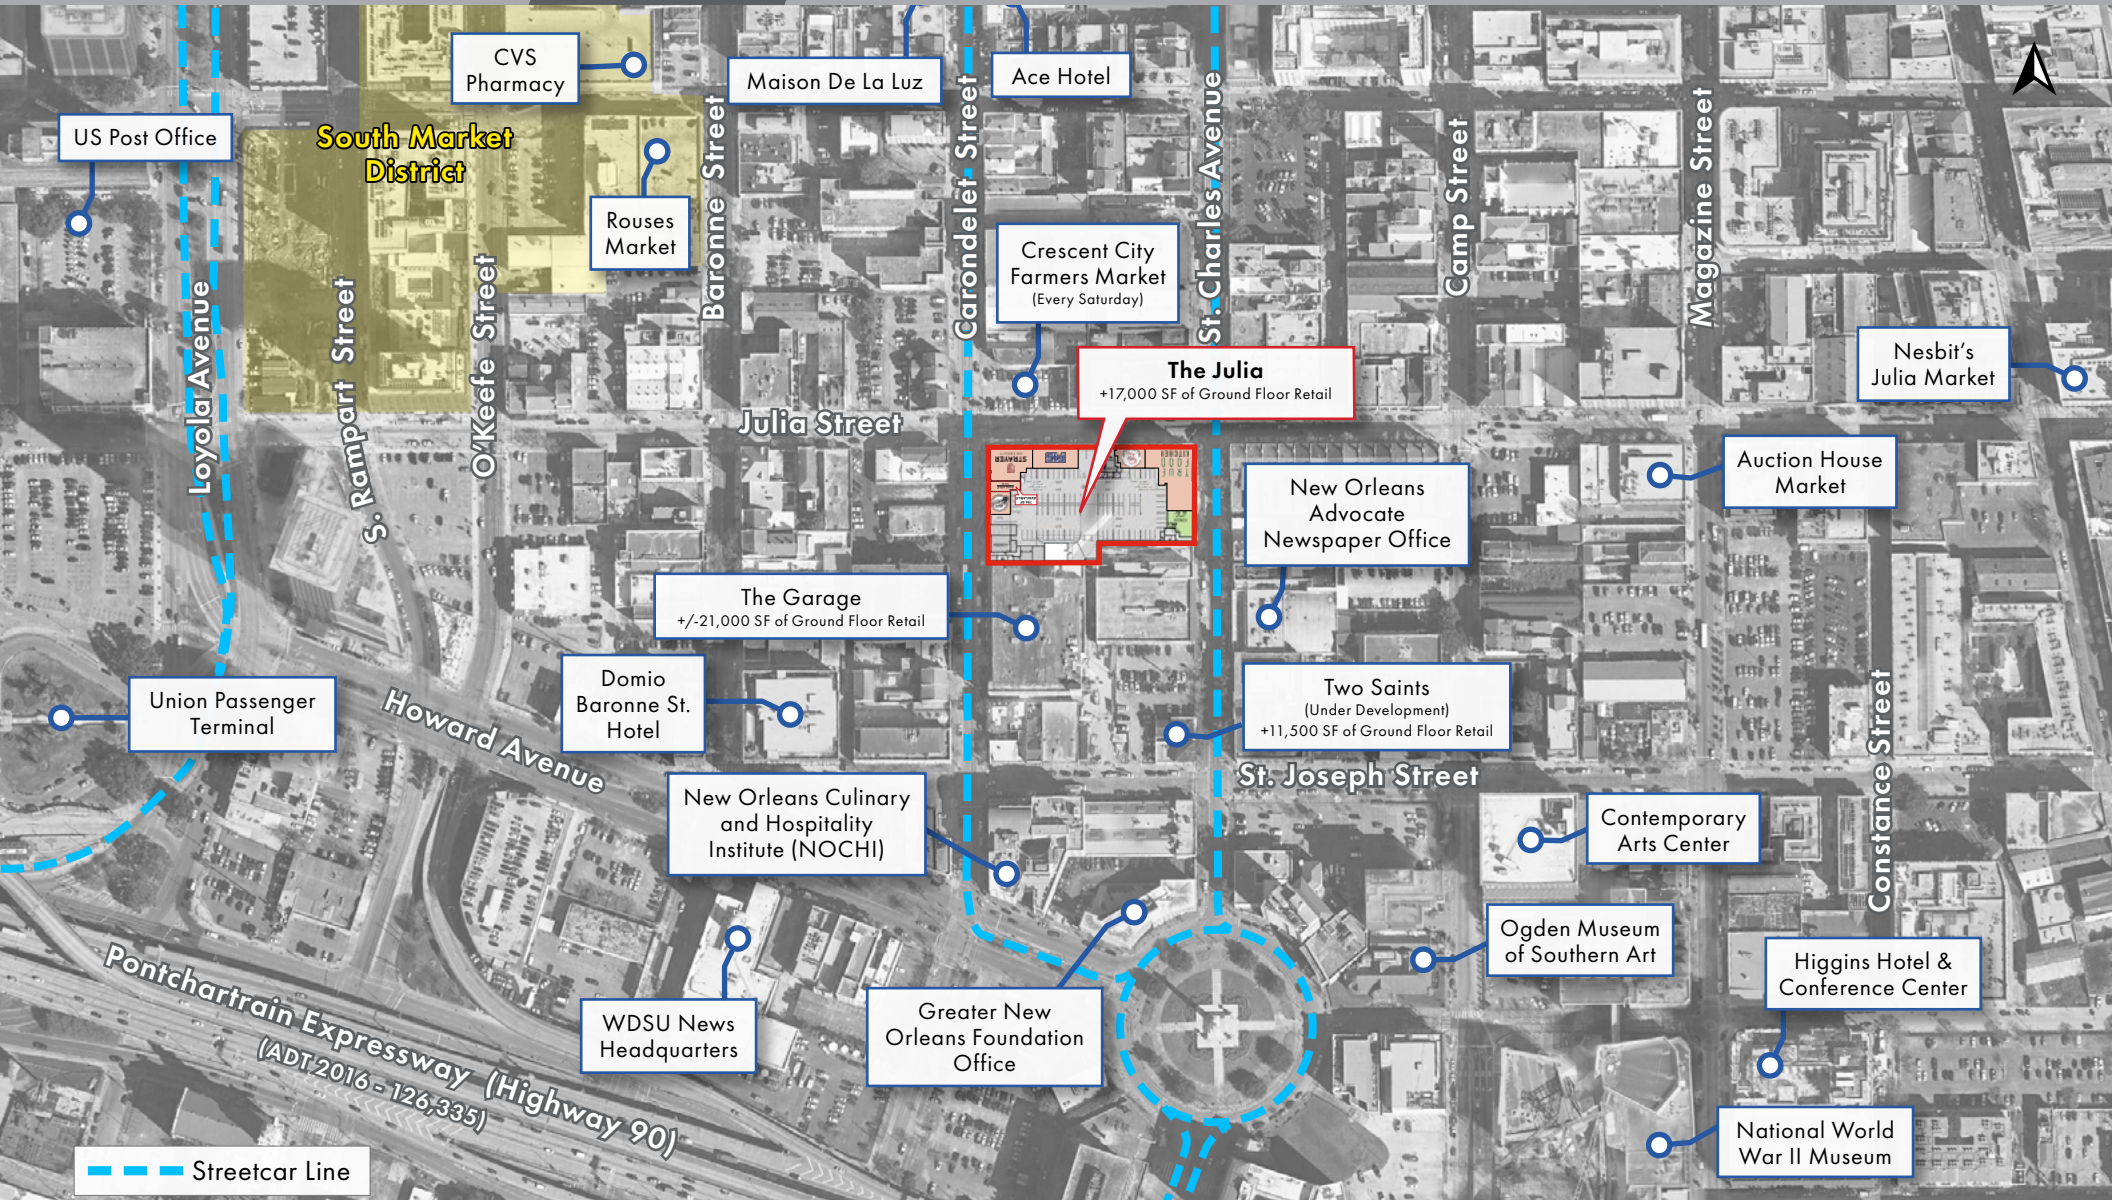 CVS
Pharmacy
Maison De La Luz
Ace Hotel
US Post Office
South Market
District
Rouses
Market
Baronne Street
Carondelet Street
St. Charles Avenue
Camp Street
Magazine Street
Crescent City
Farmers Market
(Every Saturday)
Loyola Avenue
S. Rampart Street
O'Keefe Street
The Julia
+17,000 SF of Ground Floor Retail
Nesbit's
Julia Market
Julia Street
STRAYER
Auction House
Market
New Orleans
Advocate
Newspaper Office
The Garage
+/-21,000 SF of Ground Floor Retail
Domio
Baronne St.
Hotel
Union Passenger
Terminal
Howard Avenue
Two Saints
(Under Development)
+11,500 SF of Ground Floor Retail
St. Joseph Street
Constance Street
New Orleans Culinary
and Hospitality
Institute (NOCHI)
Contemporary
Arts Center
Ogden Museum
of Southern Art
Higgins Hotel &
Conference Center
Pontchartrain Expressway (Highway 90)
(ADT 2016 - 126,335)
WDSU News
Headquarters
Greater New
Orleans Foundation
Office
National World
War II Museum
Streetcar Line